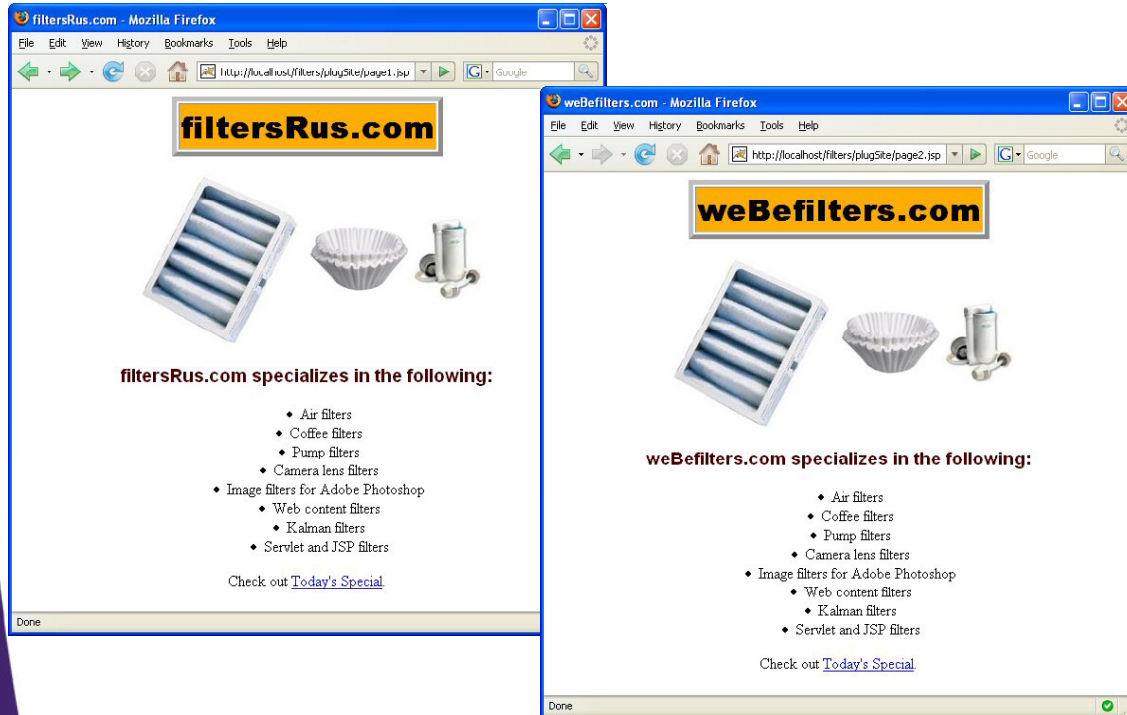 filtersRus.com - Mozilla Firefox
File Edit View History Bookmarks Tools Help
http://localhost/filters/plugSite/page1.jsp
G Google
filtersRus.com
filtersRus.com specializes in the following:
• Air filters
• Coffee filters
• Pump filters
• Camera lens filters
• Image filters for Adobe Photoshop
• Web content filters
• Kalman filters
• Servlet and JSP filters
Check out Today's Special.
Done
weBefilters.com - Mozilla Firefox
File Edit View History Bookmarks Tools Help
http://localhost/filters/plugSite/page2.jsp
G Google
weBefilters.com
weBefilters.com specializes in the following:
• Air filters
• Coffee filters
• Pump filters
• Camera lens filters
• Image filters for Adobe Photoshop
• Web content filters
• Kalman filters
• Servlet and JSP filters
Check out Today's Special.
Done